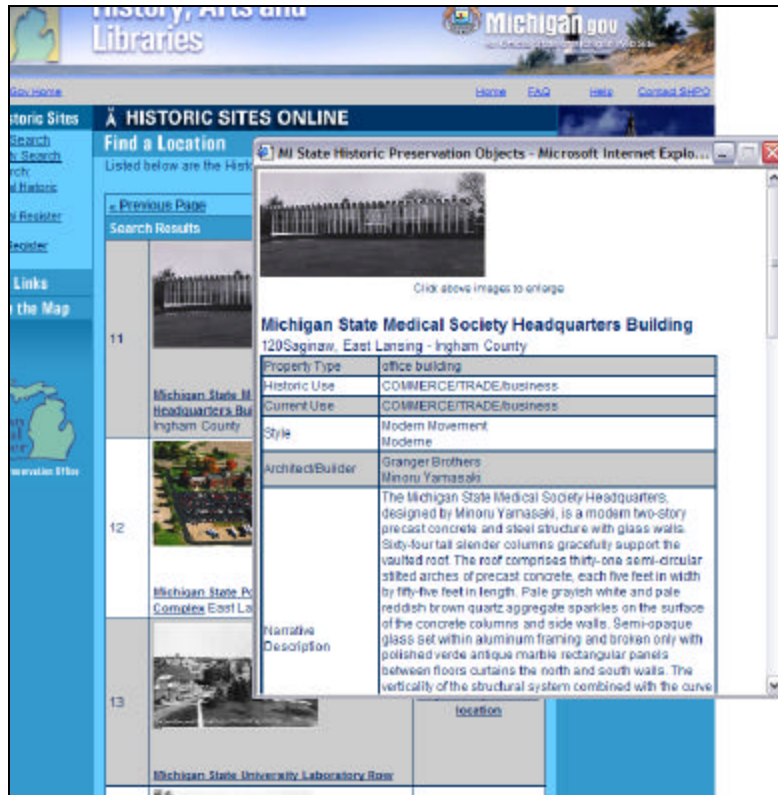 History, Arts and
Libraries
Michigan.gov
Gov Home
Home FAQ Help Contact SHPO
storic Sites
HISTORIC SITES ONLINE
Search
Search
rch:
l Historic
l Register
Register
Links
the Map
Find a Location
Listed below are the Hist
« Previous Page
Search Results
11
Michigan State M
Headquarters Bui
Ingham County
12
Michigan State Po
Complex East La
13
location
Michigan State University Laboratory Row
MI State Historic Preservation Objects - Microsoft Internet Explo...
Click above images to enlarge
Michigan State Medical Society Headquarters Building
120Saginaw, East Lansing - Ingham County
Property Type office building
Historic Use COMMERCE/TRADE/business
Current Use COMMERCE/TRADE/business
Style Modern Movement
Moderne
Architect/Builder Granger Brothers
Minoru Yamasaki
Narrative
Description
The Michigan State Medical Society Headquarters,
designed by Minoru Yamasaki, is a modern two-story
precast concrete and steel structure with glass walls.
Sixty-four tall slender columns gracefully support the
vaulted roof. The roof comprises thirty-one semi-circular
stilted arches of precast concrete, each five feet in width
by fifty-five feet in length. Pale grayish white and pale
reddish brown quartz aggregate sparkles on the surface
of the concrete columns and side walls. Semi-opaque
glass set within aluminum framing and broken only with
polished verde antique marble rectangular panels
between floors curtains the north and south walls. The
verticality of the structural system combined with the curve